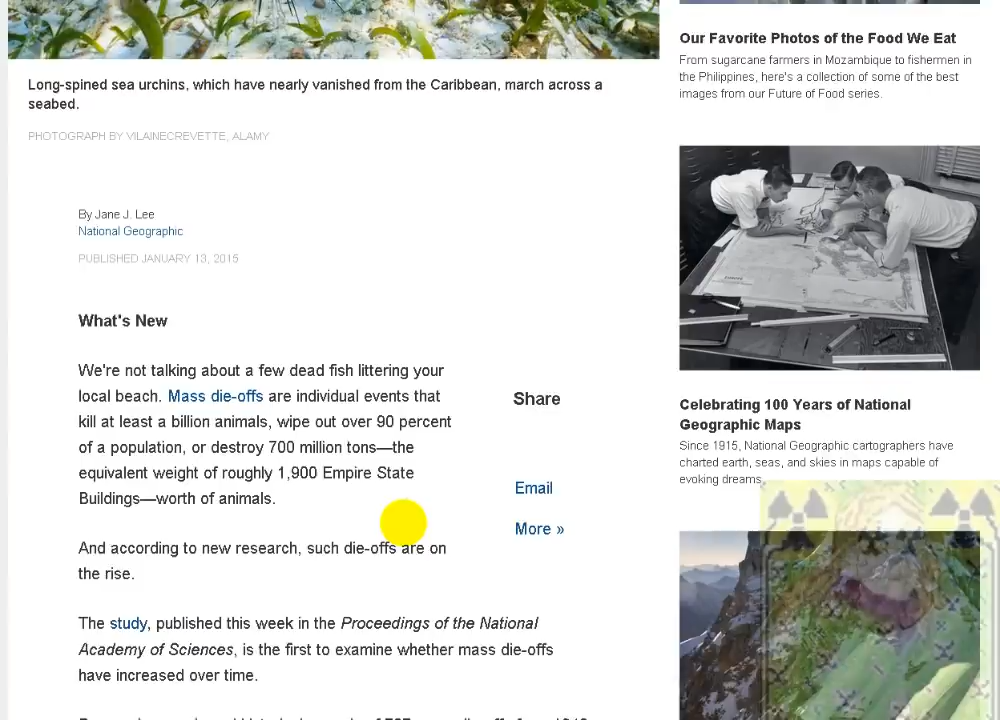 Long-spined sea urchins, which have nearly vanished from the Caribbean, march across a
seabed.
PHOTOGRAPH BY VILAINECREVETTE, ALAMY
By Jane J. Lee
National Geographic
PUBLISHED JANUARY 13, 2015
What's New
We're not talking about a few dead fish littering your
local beach. Mass die-offs are individual events that
kill at least a billion animals, wipe out over 90 percent
of a population, or destroy 700 million tons—the
equivalent weight of roughly 1,900 Empire State
Buildings—worth of animals.
And according to new research, such die-offs are on
the rise.
The study, published this week in the Proceedings of the National
Academy of Sciences, is the first to examine whether mass die-offs
have increased over time.
Share
Email
More »
Our Favorite Photos of the Food We Eat
From sugarcane farmers in Mozambique to fishermen in
the Philippines, here's a collection of some of the best
images from our Future of Food series.
Celebrating 100 Years of National
Geographic Maps
Since 1915, National Geographic cartographers have
charted earth, seas, and skies in maps capable of
evoking dreams.